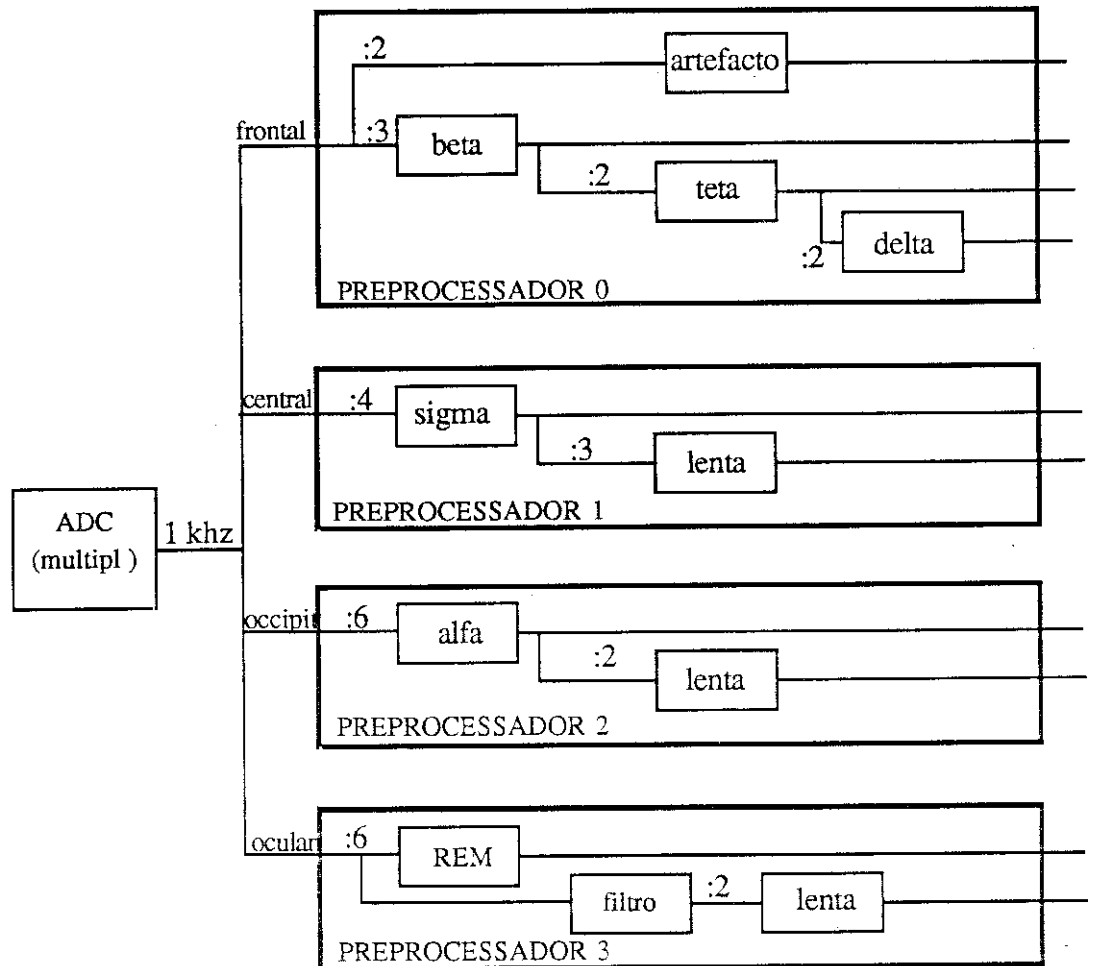 :2
artefacto
frontal
:3
beta
:2
teta
:2
delta
PREPROCESSADOR 0
central
:4
sigma
:3
lenta
PREPROCESSADOR 1
ADC
(multipl )
1 khz
occipit
:6
alfa
:2
lenta
PREPROCESSADOR 2
ocular
:6
REM
filtro
:2
lenta
PREPROCESSADOR 3